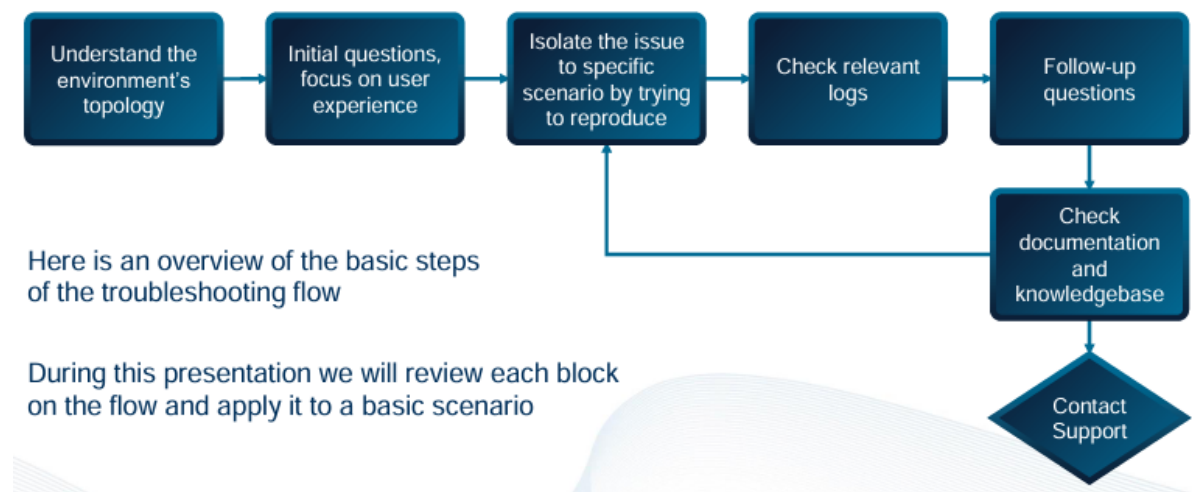 Understand the
environment's
topology
Initial questions,
focus on user
experience
Isolate the issue
to specific
scenario by trying
to reproduce
Check relevant
logs
Follow-up
questions
Check
documentation
and
knowledgebase
Contact
Support
Here is an overview of the basic steps
of the troubleshooting flow
During this presentation we will review each block
on the flow and apply it to a basic scenario